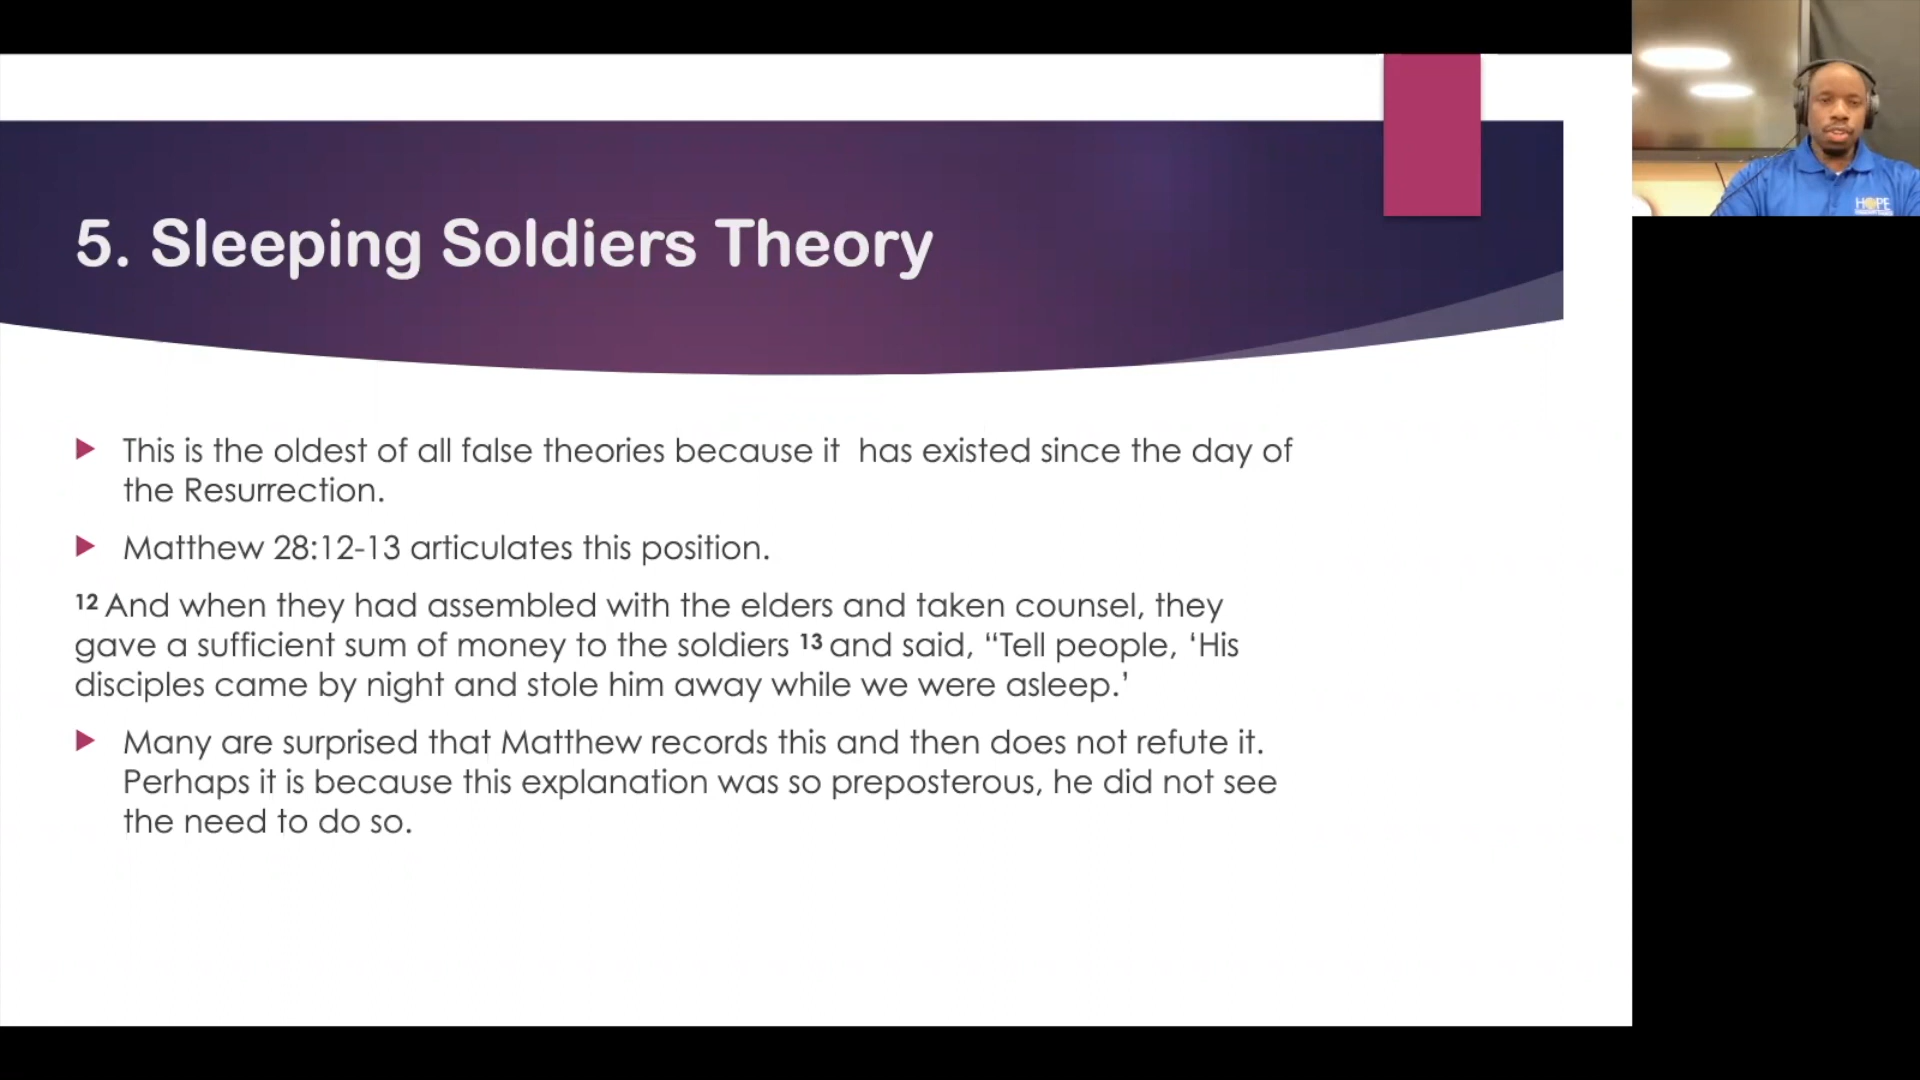 5. Sleeping Soldiers Theory
This is the oldest of all false theories because it  has existed since the day of
the Resurrection.
Matthew 28:12-13 articulates this position.
12 And when they had assembled with the elders and taken counsel, they
gave a sufficient sum of money to the soldiers 13 and said, “Tell people, ‘His
disciples came by night and stole him away while we were asleep.’
Many are surprised that Matthew records this and then does not refute it.
Perhaps it is because this explanation was so preposterous, he did not see
the need to do so.
HOPE